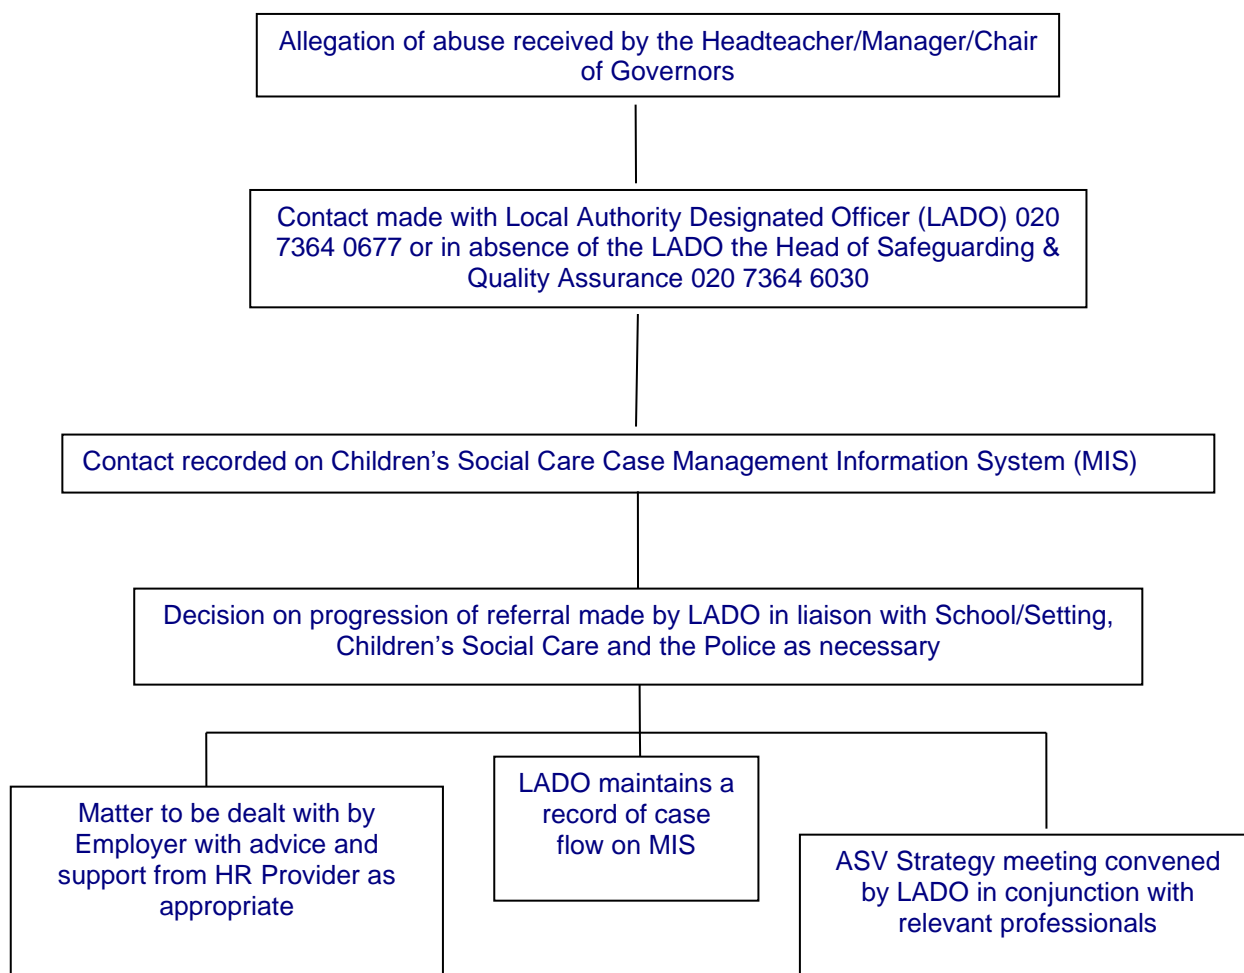 Allegation of abuse received by the Headteacher/Manager/Chair
of Governors
Contact made with Local Authority Designated Officer (LADO) 020
7364 0677 or in absence of the LADO the Head of Safeguarding &
Quality Assurance 020 7364 6030
Contact recorded on Children’s Social Care Case Management Information System (MIS)
Decision on progression of referral made by LADO in liaison with School/Setting,
Children’s Social Care and the Police as necessary
Matter to be dealt with by
Employer with advice and
support from HR Provider as
appropriate
LADO maintains a
record of case
flow on MIS
ASV Strategy meeting convened
by LADO in conjunction with
relevant professionals